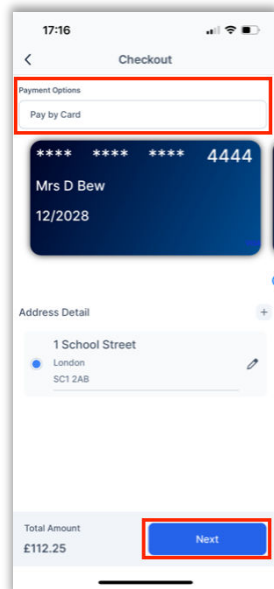 17:16
Checkout
Payment Options
Pay by Card
**** **** **** 4444
Mrs D Bew
12/2028
Address Detail +
1 School Street
London
SC1 2AB
Total Amount
£112.25
Next